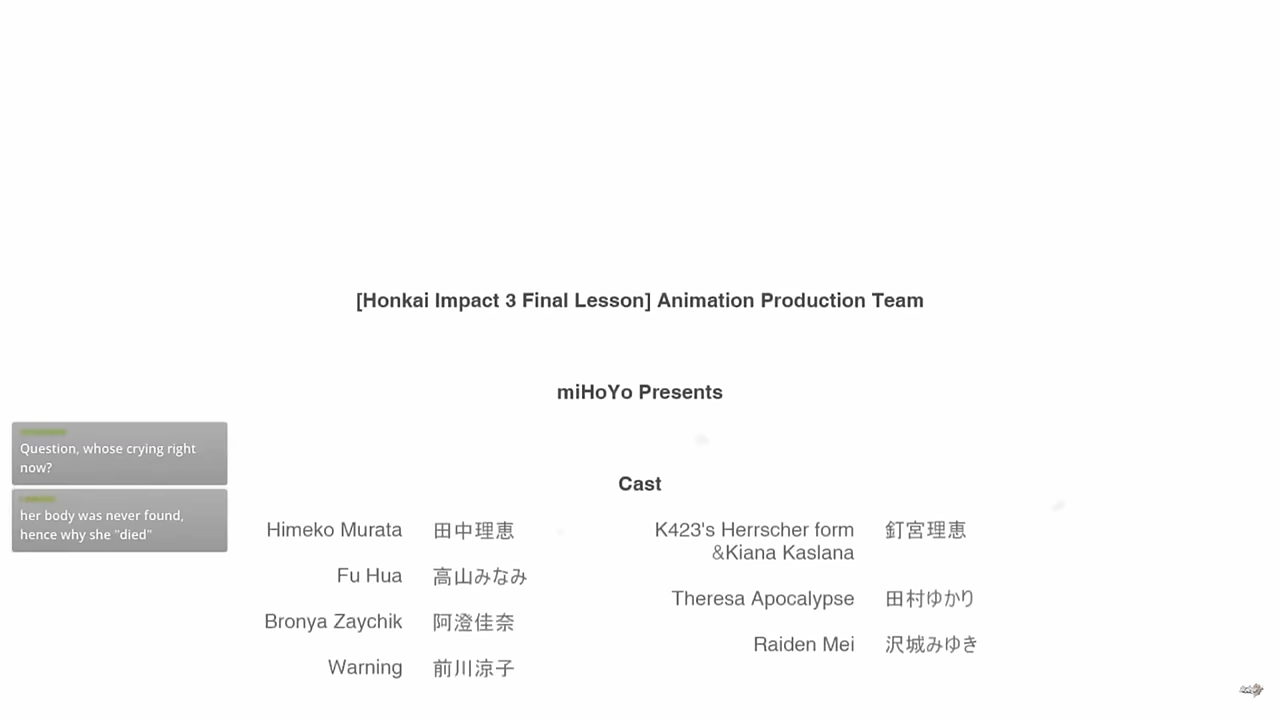 [Honkai Impact 3 Final Lesson] Animation Production Team
miHoYo Presents
Question, whose crying right
now?
her body was never found,
hence why she "died"
Cast
Himeko Murata 田中理恵
Fu Hua 高山みなみ
Bronya Zaychik 阿澄佳奈
Warning 前川涼子
K423's Herrscher form 釘宮理恵
&Kiana Kaslana
Theresa Apocalypse 田村ゆかり
Raiden Mei 沢城みゆき